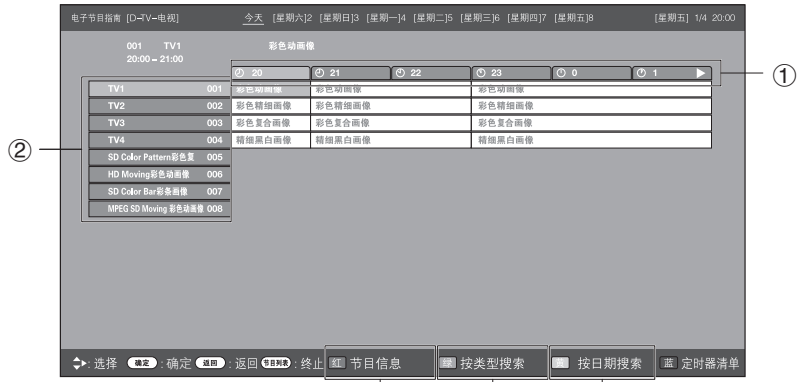 电子节目指南 [D-TV-电视] 今天 [星期六]2 [星期日]3 [星期一]4 [星期二]5 [星期三]6 [星期四]7 [星期五]8 [星期五] 1/4 20:00
001 TV1 彩色动画像
20:00 – 21:00
20 21 22 23 0 1
①
TV1 001 彩色动画像 彩色动画像 彩色动画像
TV2 002 彩色精细画像 彩色精细画像 彩色精细画像
TV3 003 彩色复合画像 彩色复合画像 彩色复合画像
TV4 004 精细黑白画像 精细黑白画像 精细黑白画像
②
SD Color Pattern彩色复 005
HD Moving彩色动画像 006
SD Color Bar彩条画像 007
MPEG SD Moving 彩色动画像 008
: 选择 确定 : 确定 返回 : 返回 节目列表 : 终止 红 节目信息 绿 按类型搜索 按日期搜索 蓝 定时器清单